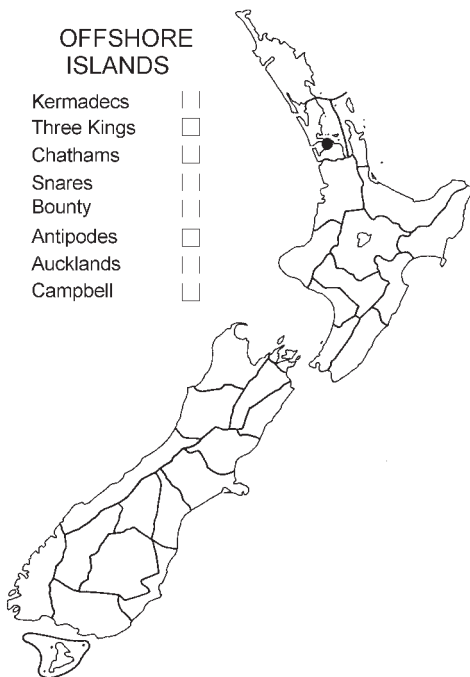 OFFSHORE
ISLANDS
Kermadecs
Three Kings
Chathams
Snares
Bounty
Antipodes
Aucklands
Campbell